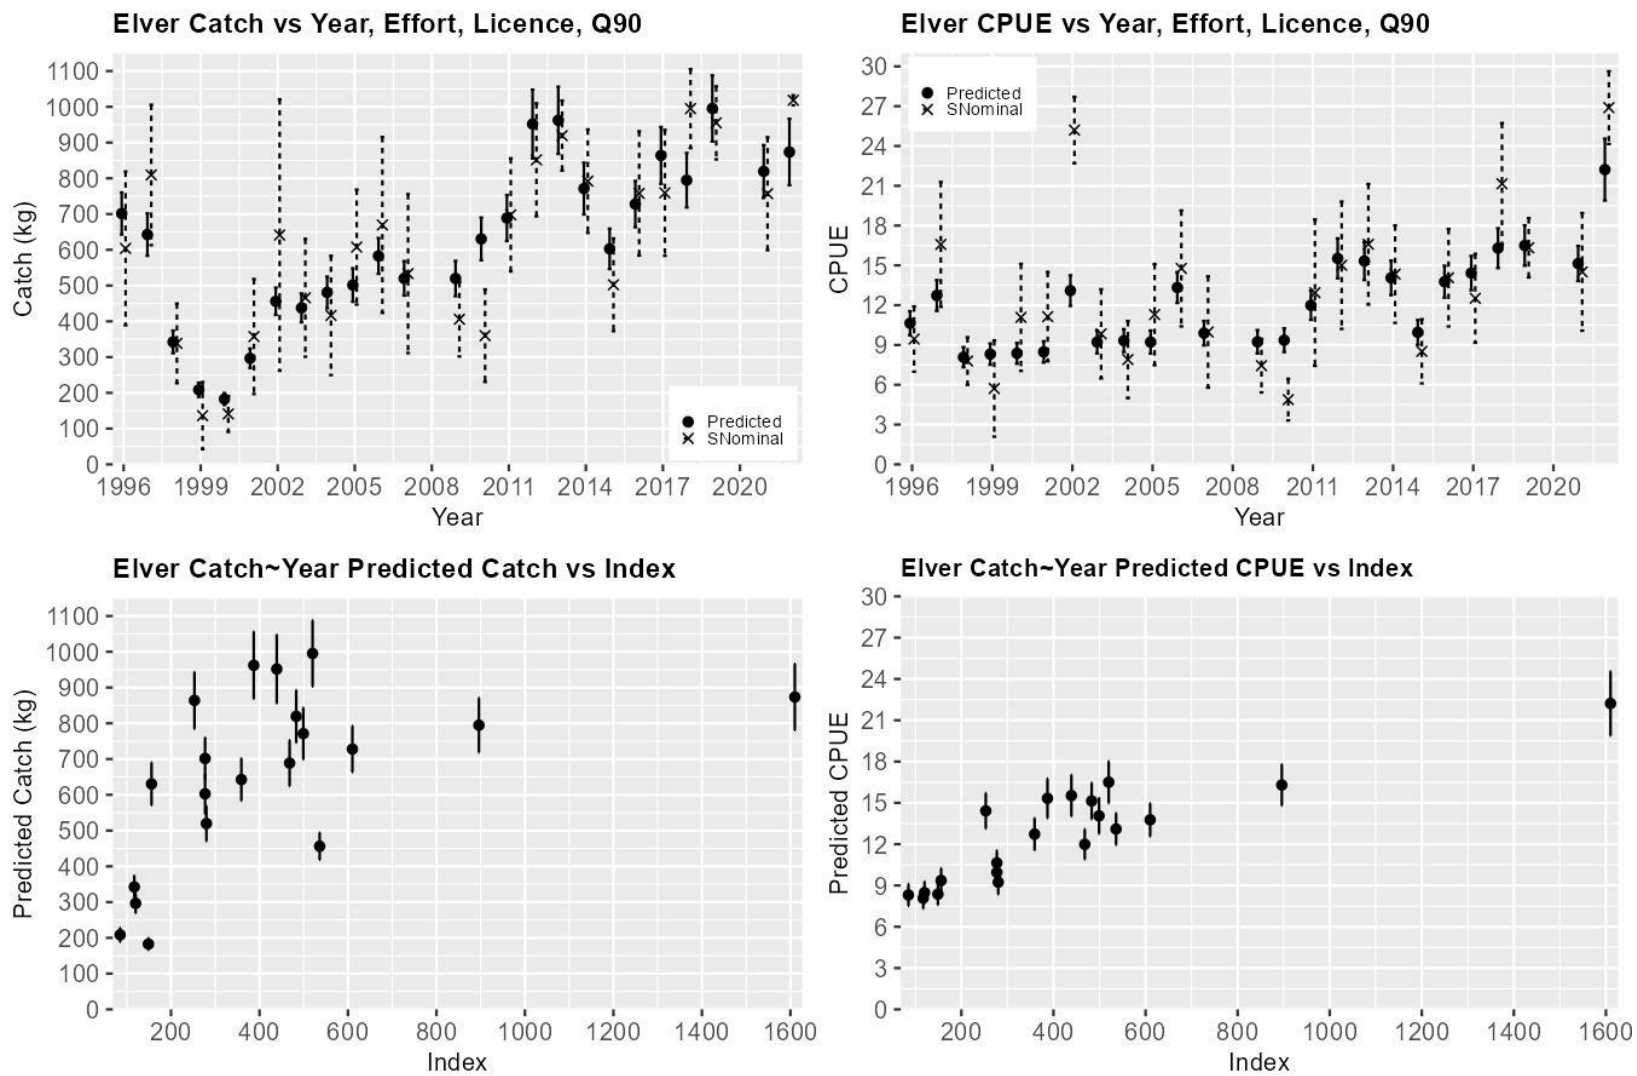 Elver Catch vs Year, Effort, Licence, Q90
Catch (kg)
1100
1000
900
800
700
600
500
400
300
200
100
0
Predicted
SNominal
1996 1999 2002 2005 2008 2011 2014 2017 2020
Year
Elver CPUE vs Year, Effort, Licence, Q90
CPUE
30
27
24
21
18
15
12
9
6
3
0
Predicted
SNominal
1996 1999 2002 2005 2008 2011 2014 2017 2020
Year
Elver Catch~Year Predicted Catch vs Index
Predicted Catch (kg)
1100
1000
900
800
700
600
500
400
300
200
100
0
200 400 600 800 1000 1200 1400 1600
Index
Elver Catch~Year Predicted CPUE vs Index
Predicted CPUE
30
27
24
21
18
15
12
9
6
3
0
200 400 600 800 1000 1200 1400 1600
Index